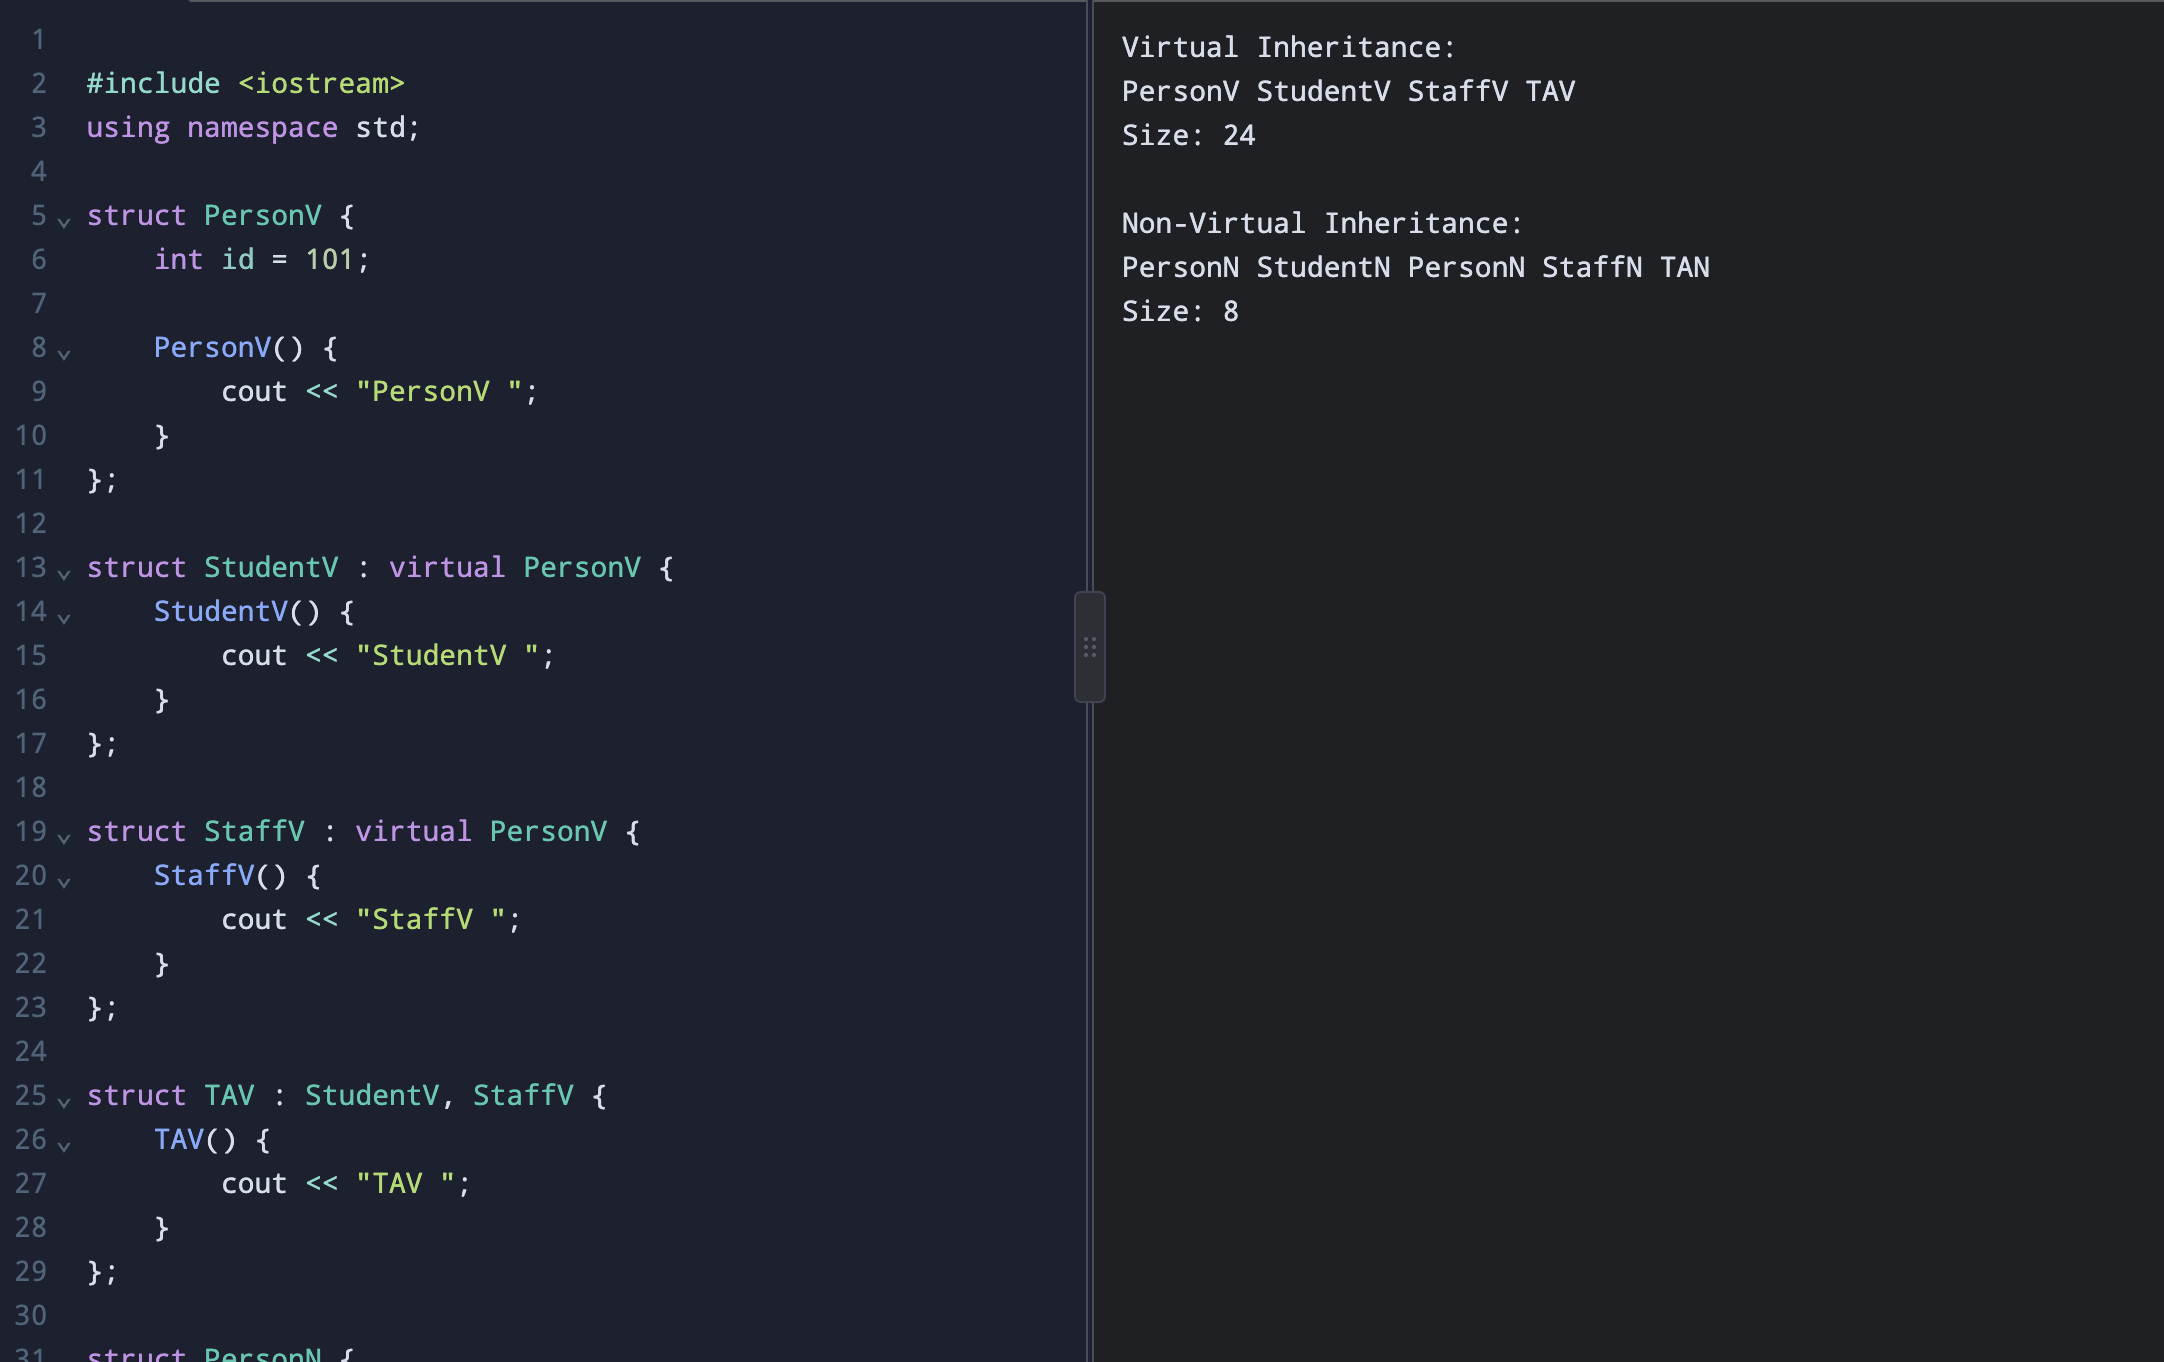 1
2 #include <iostream>
3 using namespace std;
4
5 struct PersonV {
6     int id = 101;
7
8     PersonV() {
9         cout << "PersonV ";
10     }
11 };
12
13 struct StudentV : virtual PersonV {
14     StudentV() {
15         cout << "StudentV ";
16     }
17 };
18
19 struct StaffV : virtual PersonV {
20     StaffV() {
21         cout << "StaffV ";
22     }
23 };
24
25 struct TAV : StudentV, StaffV {
26     TAV() {
27         cout << "TAV ";
28     }
29 };
30
31 struct PersonN {
Virtual Inheritance:
PersonV StudentV StaffV TAV
Size: 24

Non-Virtual Inheritance:
PersonN StudentN PersonN StaffN TAN
Size: 8